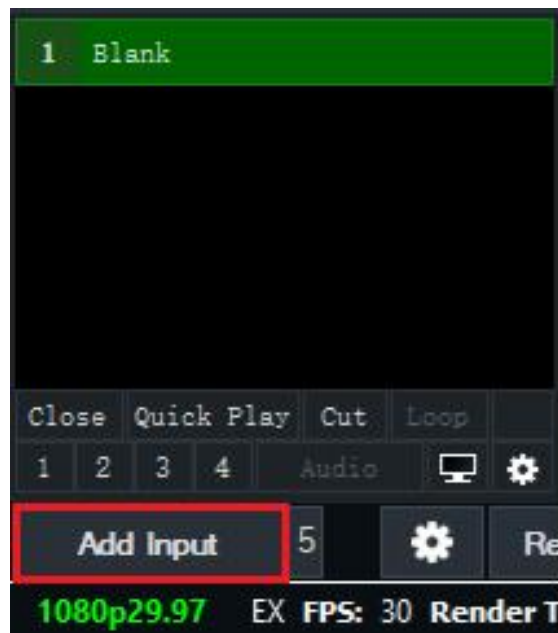 1 Blank
Close Quick Play Cut Loop
1 2 3 4 Audio
Add Input 5 Re
1080p29.97 EX FPS: 30 Render T